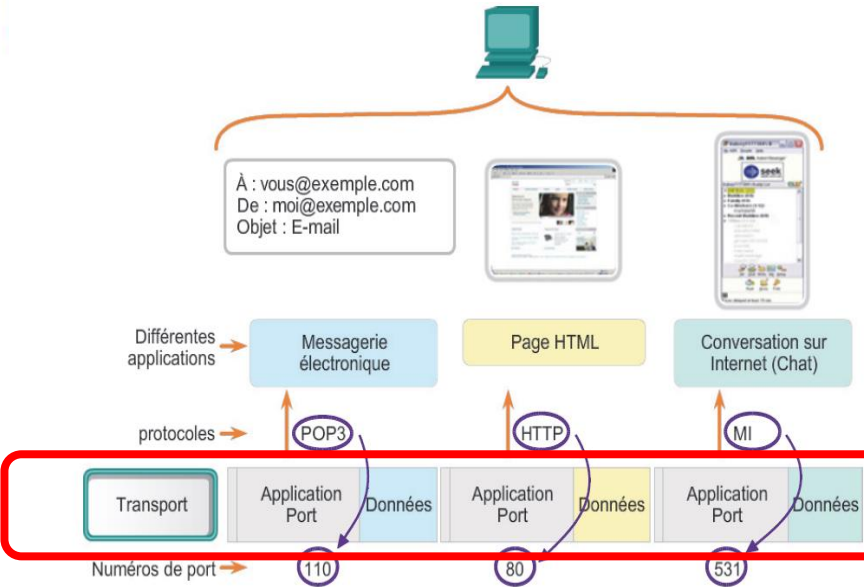 À : vous@exemple.com
De : moi@exemple.com
Objet : E-mail
seek
Différentes
applications
Messagerie
électronique
Page HTML
Conversation sur
Internet (Chat)
protocoles
POP3
HTTP
MI
Transport
Application
Port
Données
Application
Port
Données
Application
Port
Données
Numéros de port
110
80
531